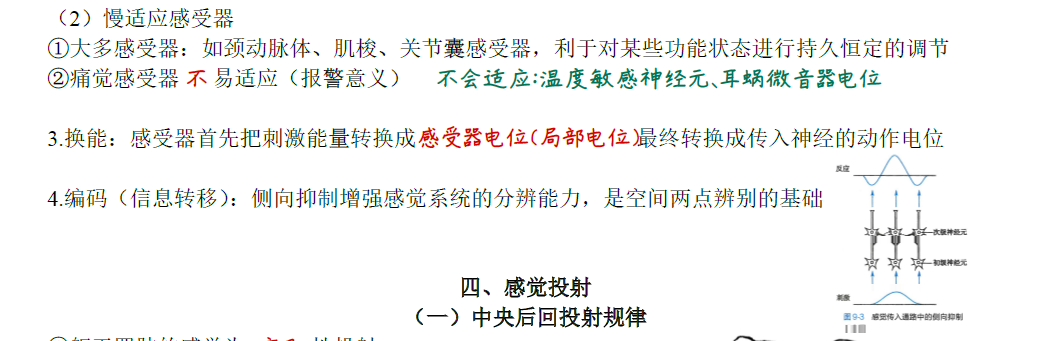 （2）慢适应感受器
①大多感受器：如颈动脉体、肌梭、关节囊感受器，利于对某些功能状态进行持久恒定的调节
②痛觉感受器 不 易适应（报警意义） 不会适应:温度敏感神经元、耳蜗微音器电位
3.换能：感受器首先把刺激能量转换成感受器电位(局部电位)最终转换成传入神经的动作电位
反应
4.编码（信息转移）：侧向抑制增强感觉系统的分辨能力，是空间两点辨别的基础
次级神经元
初级神经元
四、感觉投射
刺激
（一）中央后回投射规律
图9-3 感觉传入通路中的侧向抑制